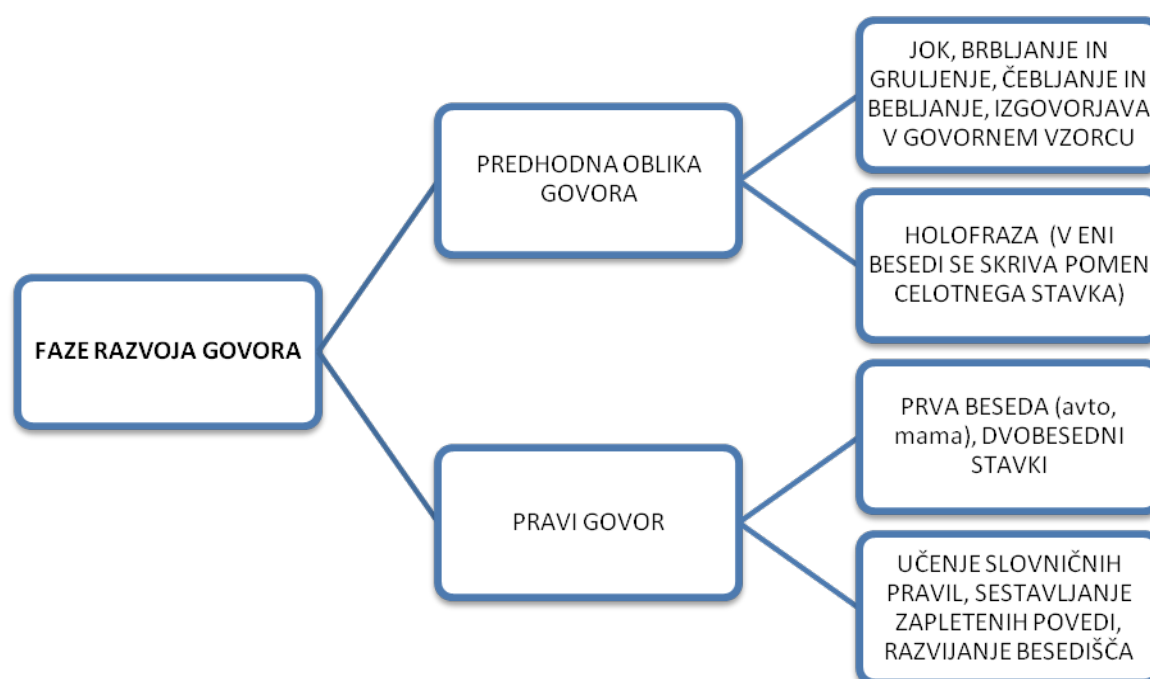 FAZE RAZVOJA GOVORA
PREDHODNA OBLIKA
GOVORA
JOK, BRBLJANJE IN
GRULJENJE, ČEBLJANJE IN
BEBLJANJE, IZGOVORJAVA
V GOVORNEM VZORCU
HOLOFRAZA (V ENI
BESEDI SE SKRIVA POMEN
CELOTNEGA STAVKA)
PRAVI GOVOR
PRVA BESEDA (avto,
mama), DVOBESEDNI
STAVKI
UČENJE SLOVNIČNIH
PRAVIL, SESTAVLJANJE
ZAPLETENIH POVEDI,
RAZVIJANJE BESEDIŠČA